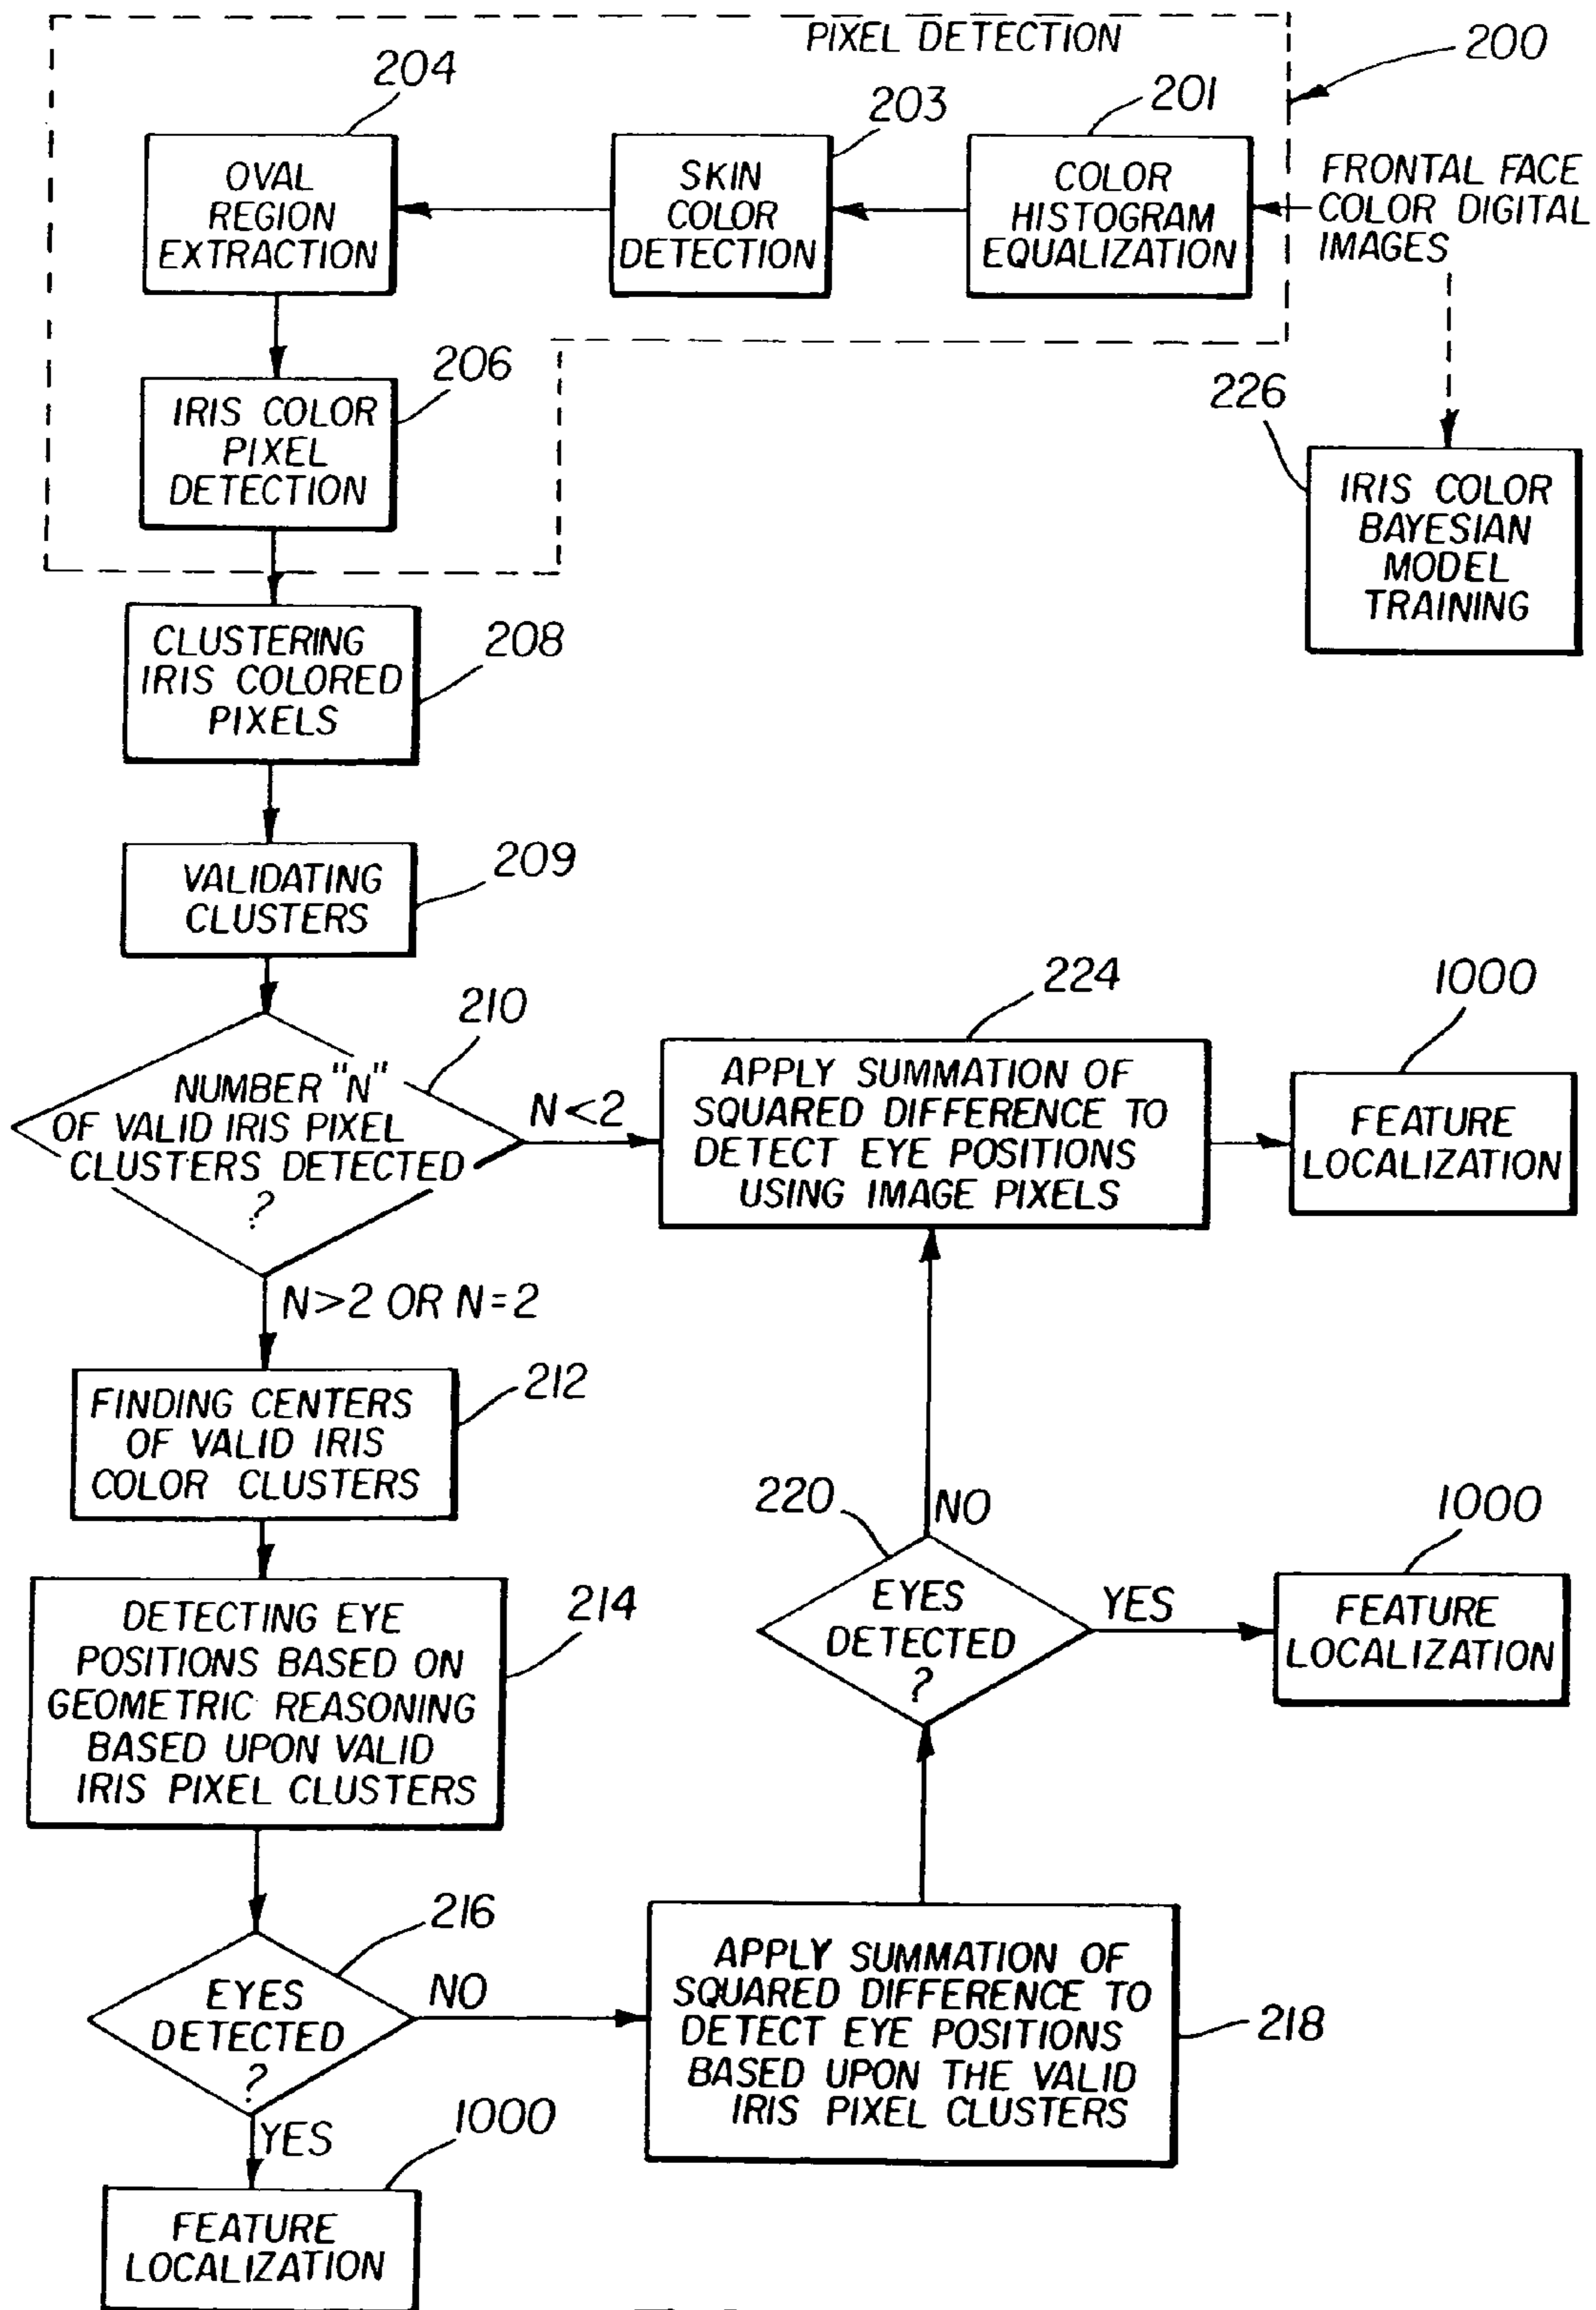 PIXEL DETECTION
200
204
203
201
OVAL
REGION
EXTRACTION
SKIN
COLOR
DETECTION
COLOR
HISTOGRAM
EQUALIZATION
FRONTAL FACE
COLOR DIGITAL
IMAGES
206
IRIS COLOR
PIXEL
DETECTION
226
IRIS COLOR
BAYESIAN
MODEL
TRAINING
208
CLUSTERING
IRIS COLORED
PIXELS
209
VALIDATING
CLUSTERS
210
NUMBER "N"
OF VALID IRIS PIXEL
CLUSTERS DETECTED
?
N<2
224
APPLY SUMMATION OF
SQUARED DIFFERENCE TO
DETECT EYE POSITIONS
USING IMAGE PIXELS
1000
FEATURE
LOCALIZATION
N>2 OR N=2
212
FINDING CENTERS
OF VALID IRIS
COLOR CLUSTERS
214
DETECTING EYE
POSITIONS BASED ON
GEOMETRIC REASONING
BASED UPON VALID
IRIS PIXEL CLUSTERS
220
NO
EYES
DETECTED
?
YES
1000
FEATURE
LOCALIZATION
216
EYES
DETECTED
?
NO
218
APPLY SUMMATION OF
SQUARED DIFFERENCE TO
DETECT EYE POSITIONS
BASED UPON THE VALID
IRIS PIXEL CLUSTERS
YES
1000
FEATURE
LOCALIZATION